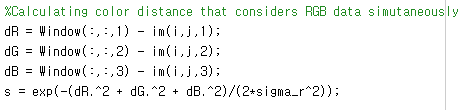 %Calculating color distance that considers RGB data simutaneously
dR = Window(:,:,1) - im(i,j,1);
dG = Window(:,:,2) - im(i,j,2);
dB = Window(:,:,3) - im(i,j,3);
s = exp(-(dR.^2 + dG.^2 + dB.^2)/(2*sigma_r^2));